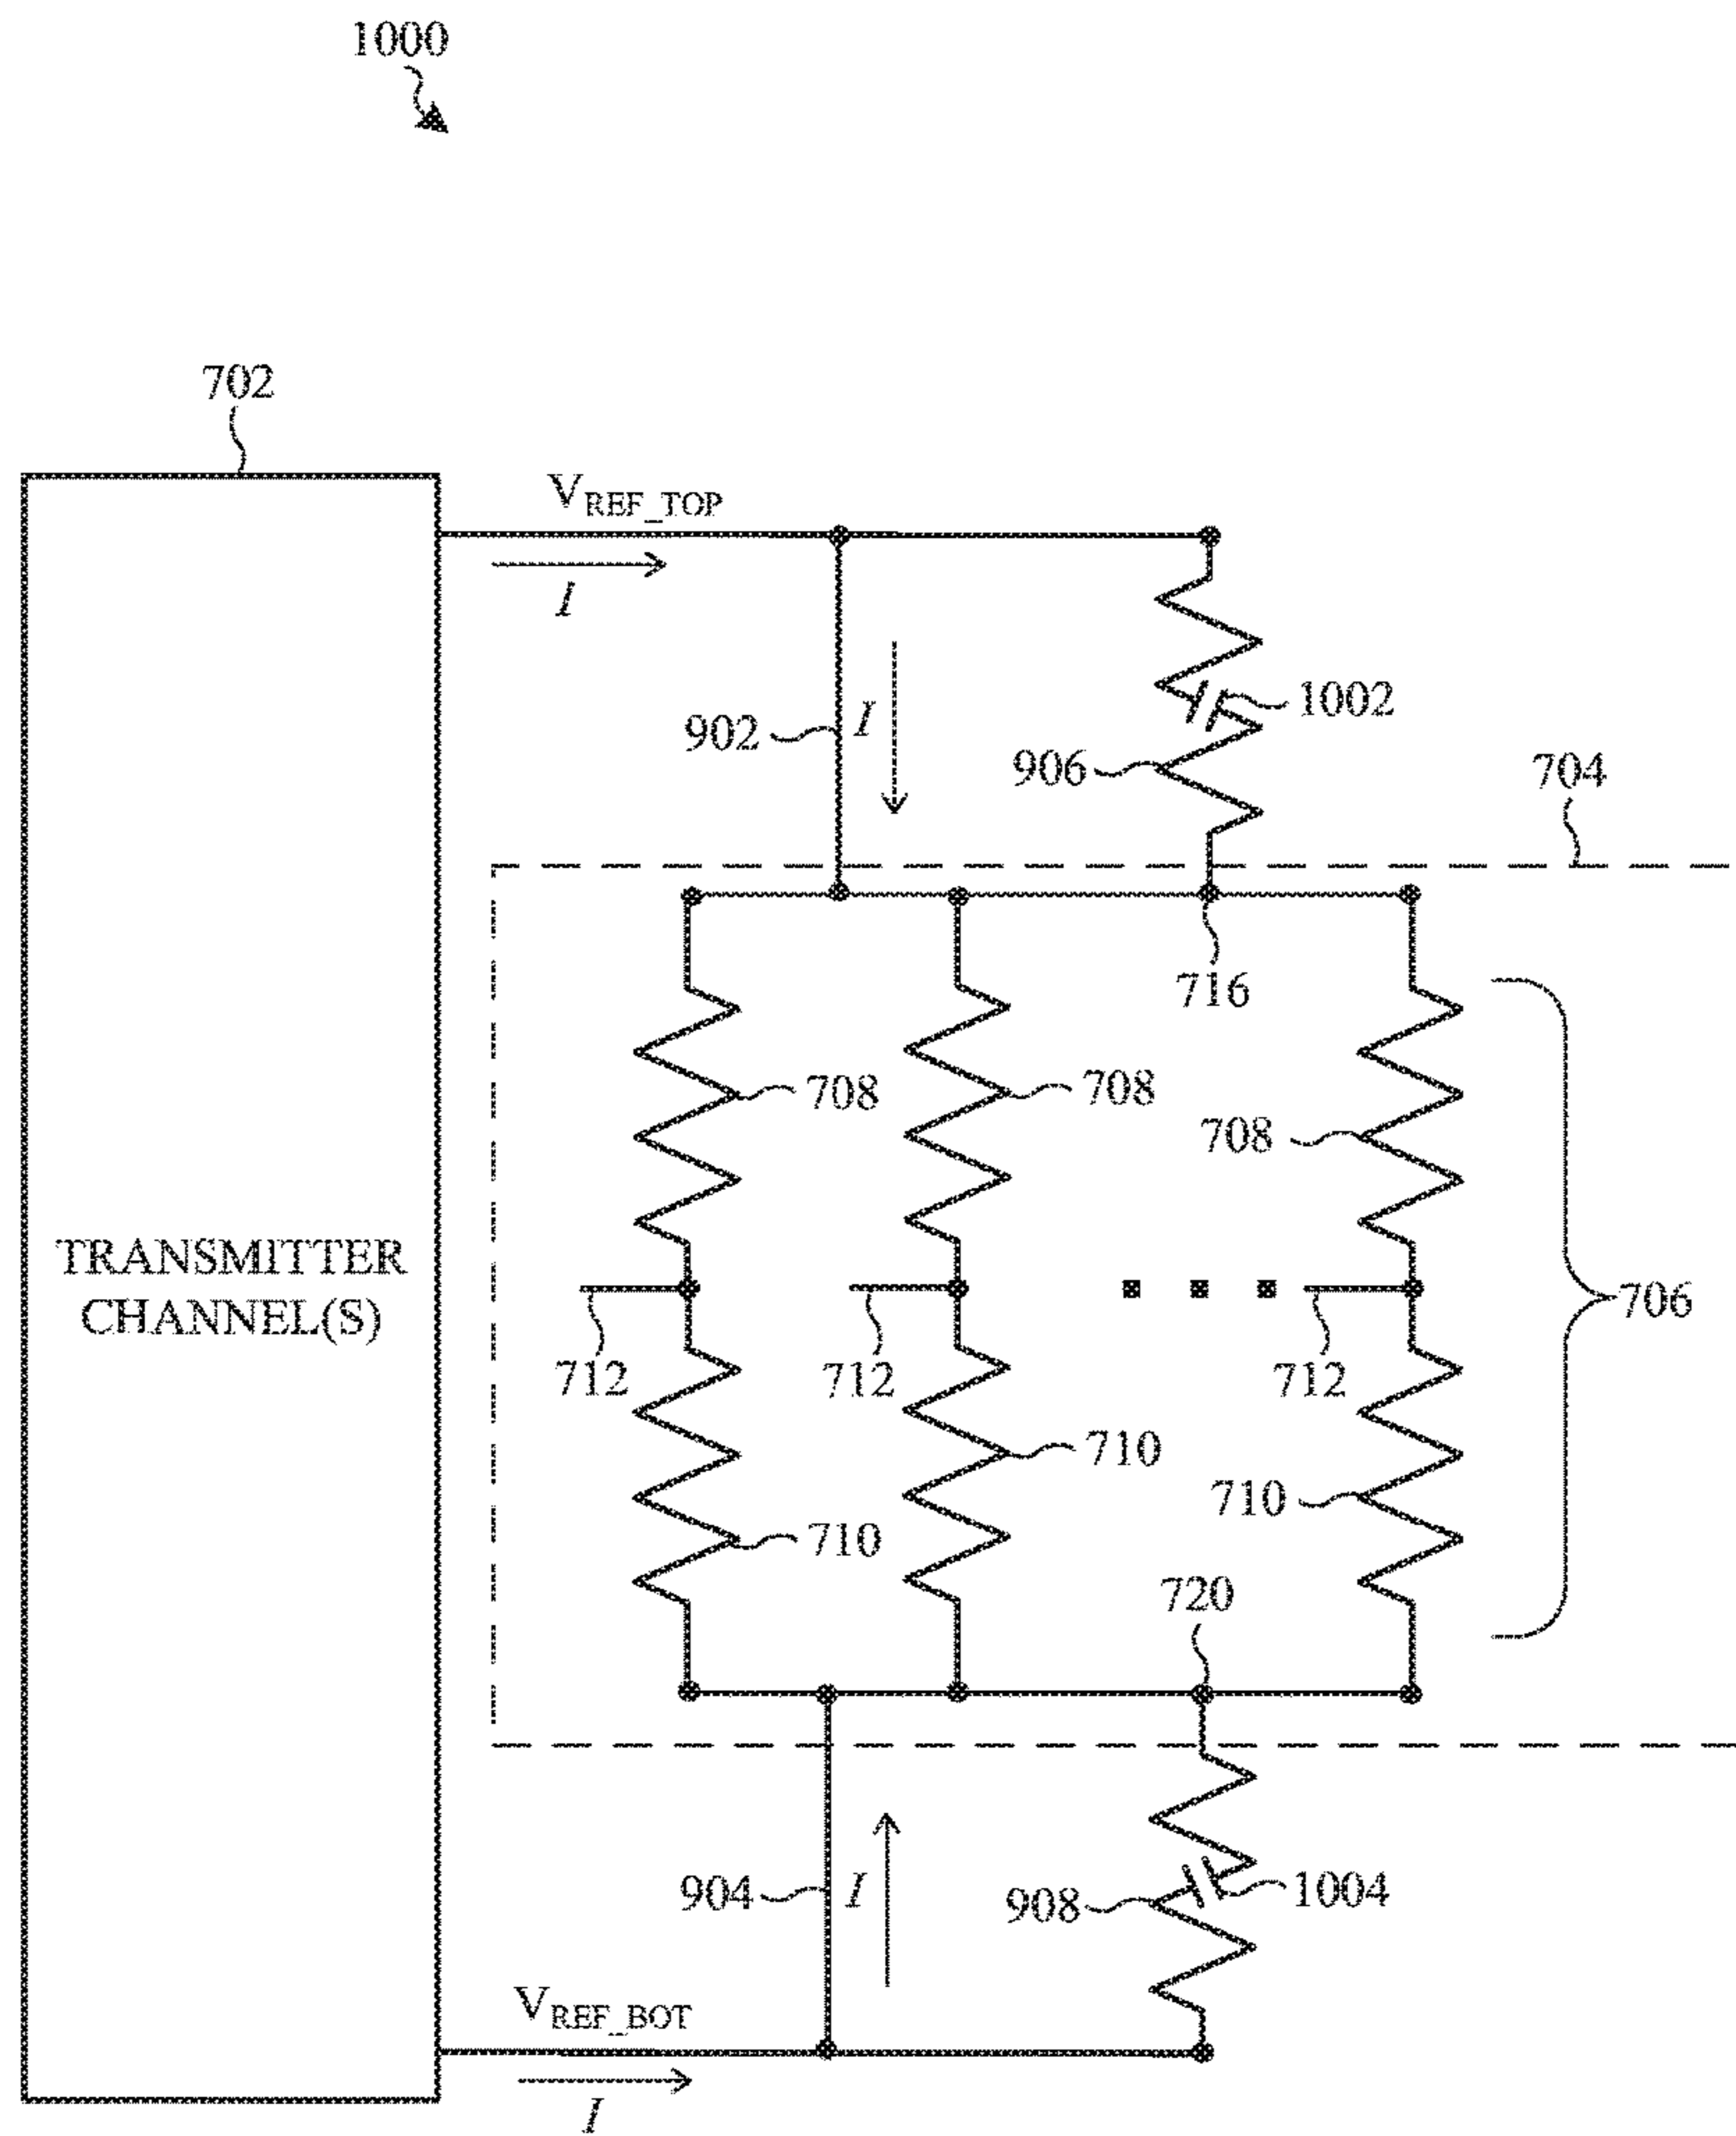 1000
702
V_REF_TOP
I
902
I
1002
906
704
716
708
708
708
TRANSMITTER
CHANNEL(S)
712
712
712
706
710
710
710
720
904
I
908
1004
V_REF_BOT
I